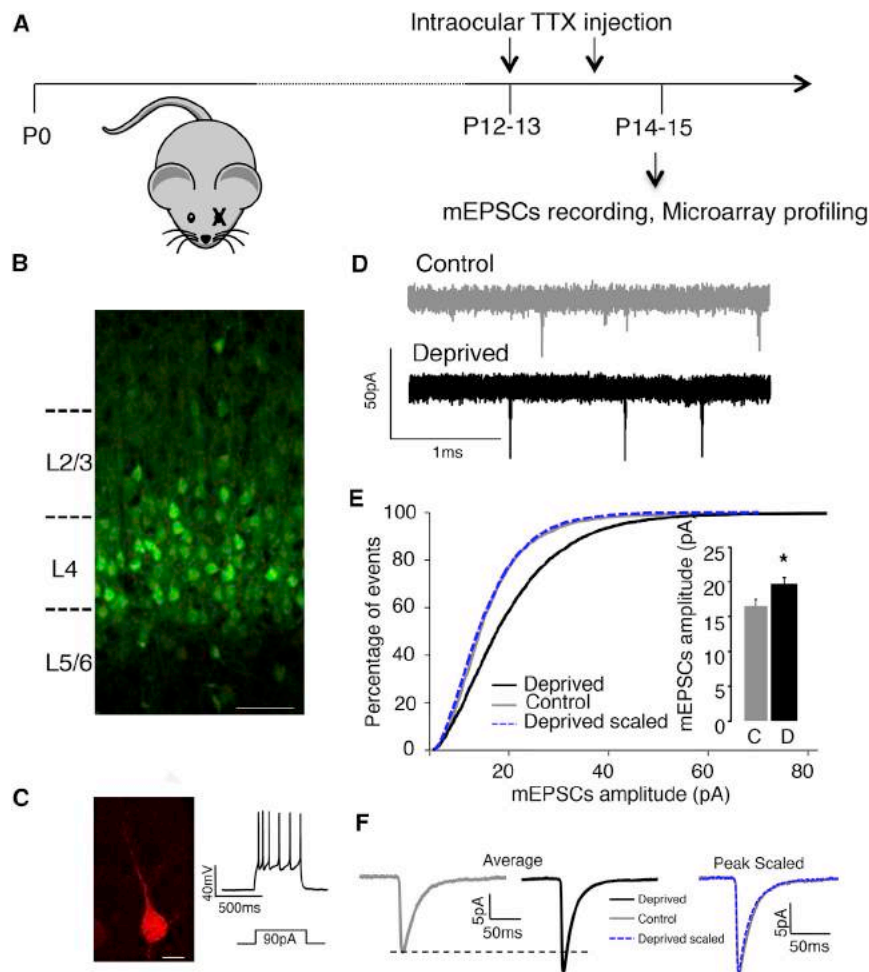 A
Intraocular TTX injection
P0
P12-13
P14-15
mEPSCs recording, Microarray profiling
B
L2/3
L4
L5/6
C
40mV
500ms
90pA
D
Control
Deprived
50pA
1ms
E
Percentage of events
100
80
60
40
20
0
20
40
60
80
mEPSCs amplitude (pA)
Deprived
Control
Deprived scaled
mEPSCs amplitude (pA)
25
20
15
10
5
0
*
C
D
F
Average
5pA
50ms
Deprived
Control
Deprived scaled
Peak Scaled
5pA
50ms